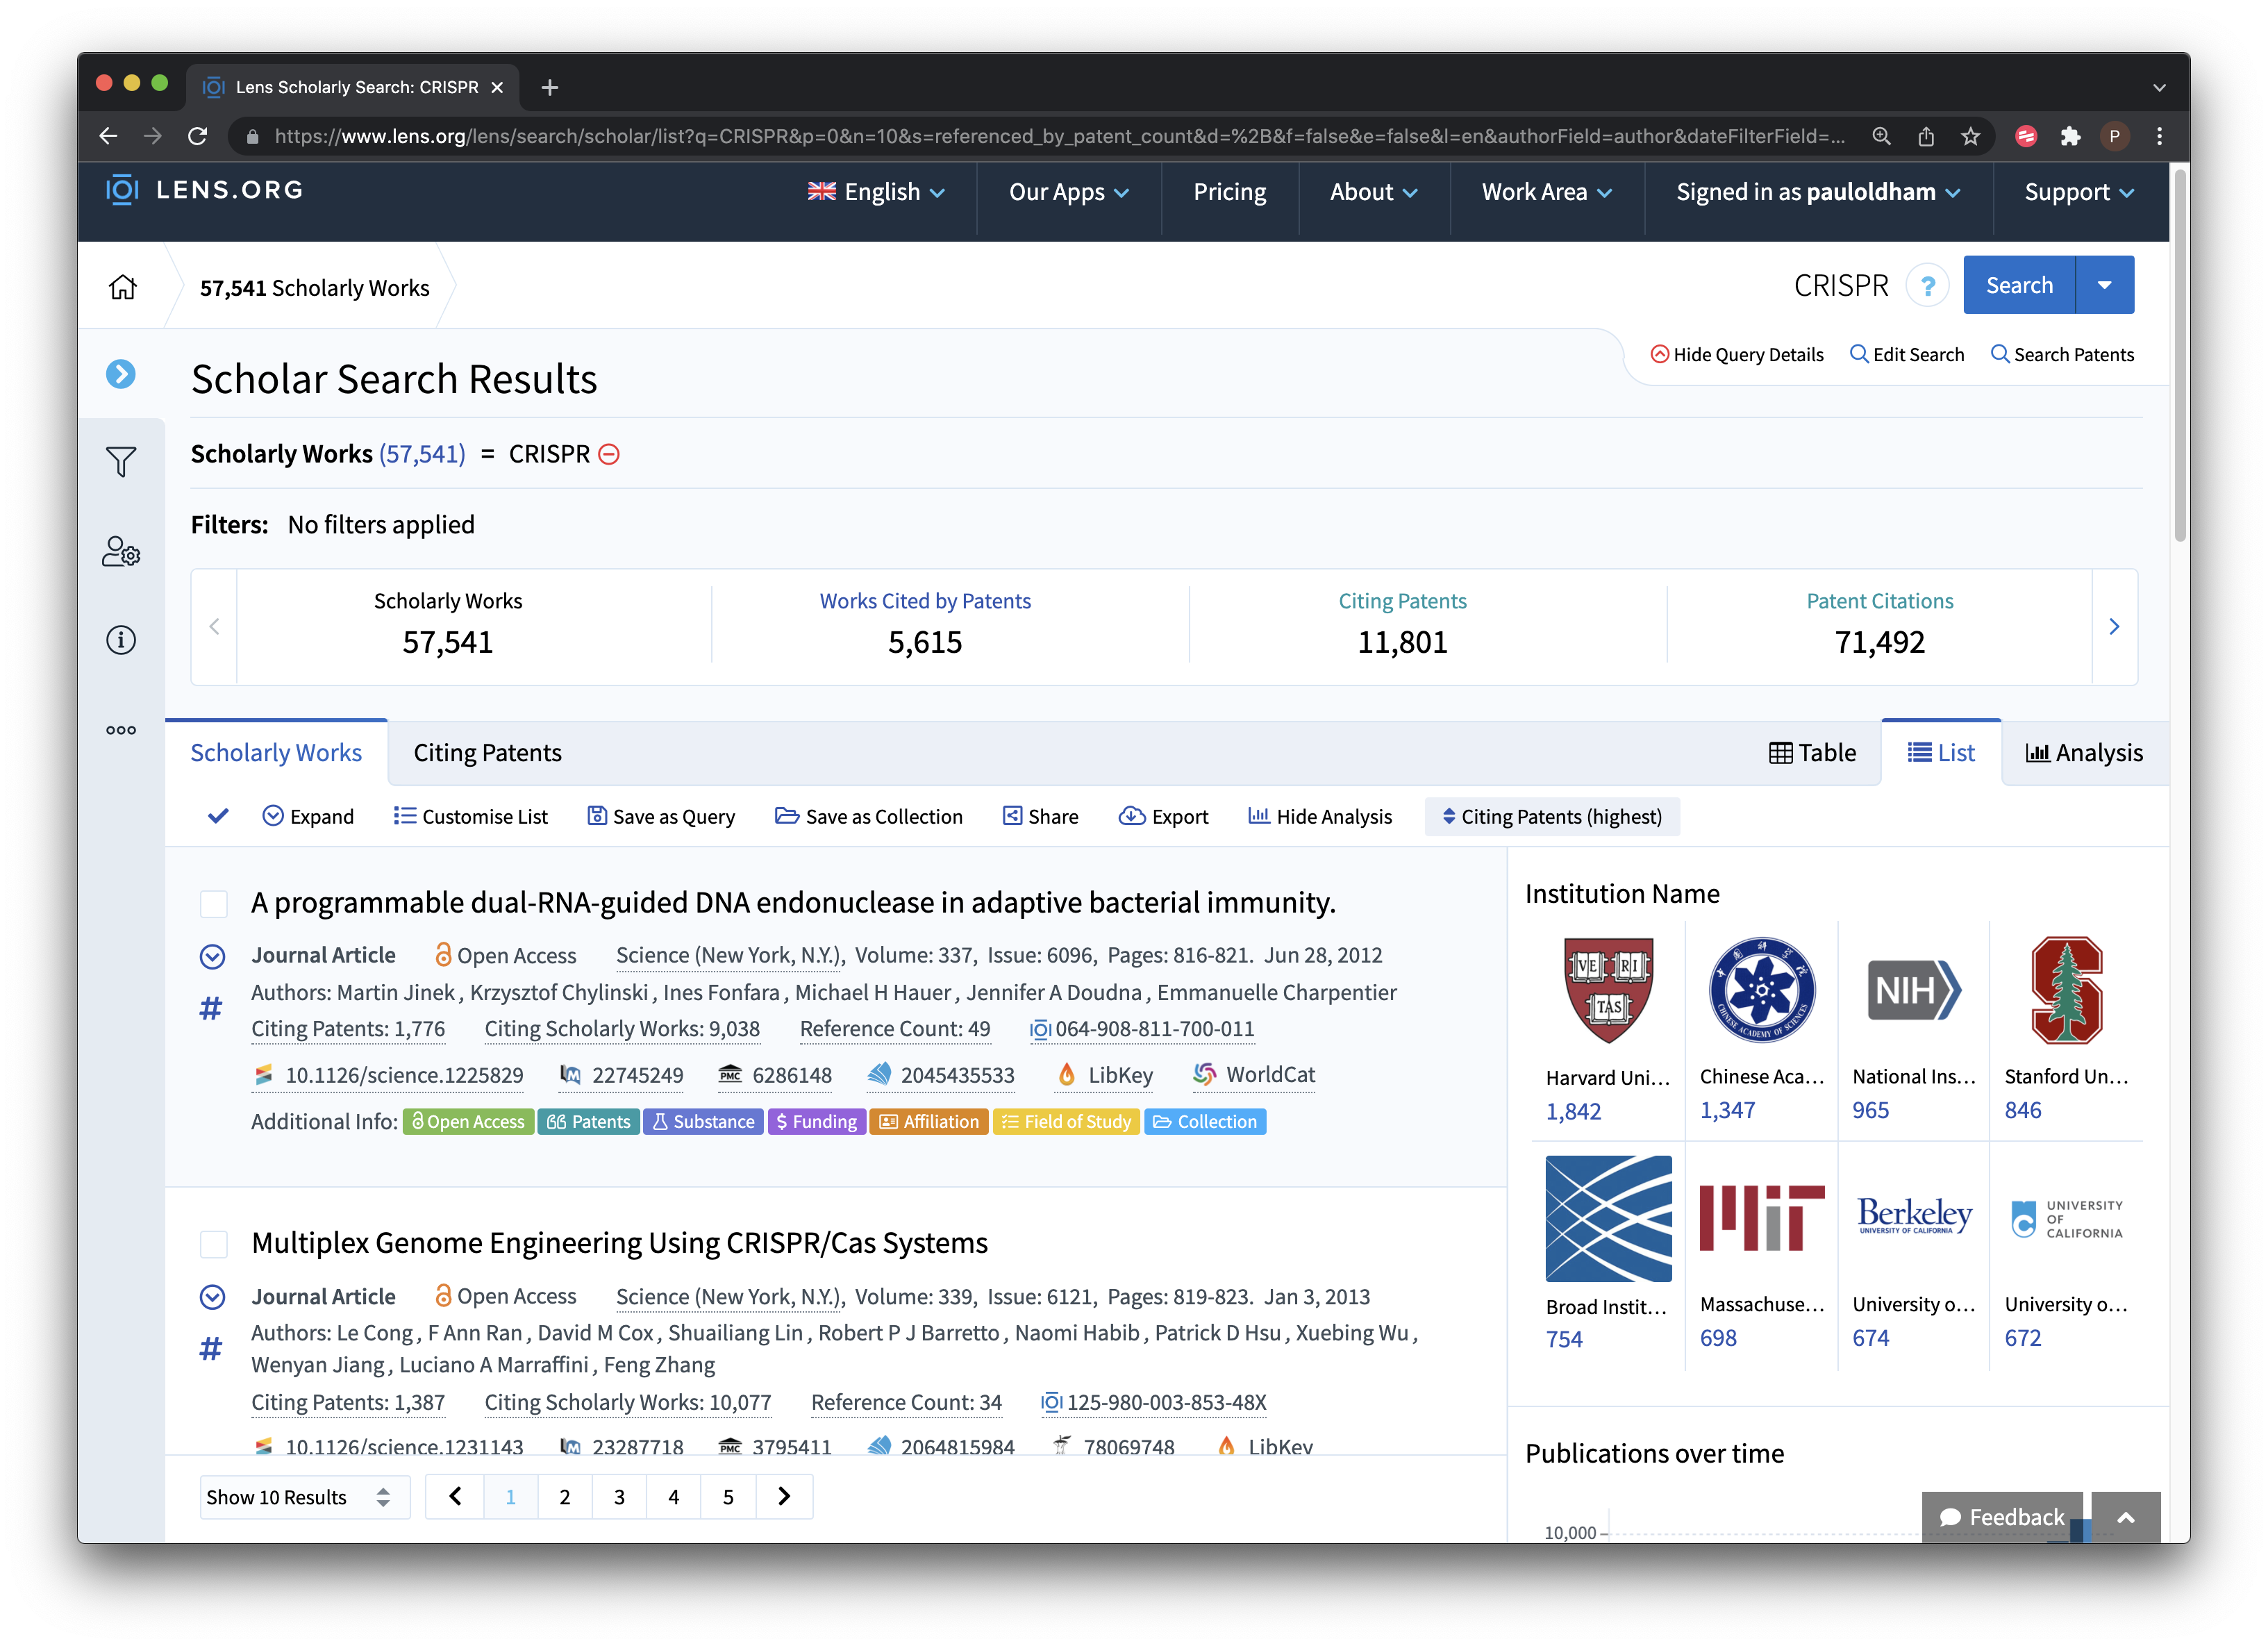 Lens Scholarly Search: CRISPR
https://www.lens.org/lens/search/scholar/list?q=CRISPR&p=0&n=10&s=referenced_by_patent_count&d=%2B&f=false&e=false&l=en&authorField=author&dateFilterField=...
P
LENS.ORG
English
Our Apps
Pricing
About
Work Area
Signed in as pauloldham
Support
57,541 Scholarly Works
CRISPR
?
Search
Hide Query Details
Edit Search
Search Patents
Scholar Search Results
Scholarly Works (57,541) = CRISPR
Filters: No filters applied
Scholarly Works
57,541
Works Cited by Patents
5,615
Citing Patents
11,801
Patent Citations
71,492
Scholarly Works
Citing Patents
Table
List
Analysis
Expand
Customise List
Save as Query
Save as Collection
Share
Export
Hide Analysis
Citing Patents (highest)
A programmable dual-RNA-guided DNA endonuclease in adaptive bacterial immunity.
Journal Article Open Access Science (New York, N.Y.), Volume: 337, Issue: 6096, Pages: 816-821. Jun 28, 2012
Authors: Martin Jinek , Krzysztof Chylinski , Ines Fonfara , Michael H Hauer , Jennifer A Doudna , Emmanuelle Charpentier
#
Citing Patents: 1,776 Citing Scholarly Works: 9,038 Reference Count: 49 064-908-811-700-011
10.1126/science.1225829 22745249 PMC 6286148 2045435533 LibKey WorldCat
Additional Info: Open Access Patents Substance $ Funding Affiliation Field of Study Collection
Multiplex Genome Engineering Using CRISPR/Cas Systems
Journal Article Open Access Science (New York, N.Y.), Volume: 339, Issue: 6121, Pages: 819-823. Jan 3, 2013
Authors: Le Cong , F Ann Ran , David M Cox , Shuailiang Lin , Robert P J Barretto , Naomi Habib , Patrick D Hsu , Xuebing Wu ,
#
Wenyan Jiang , Luciano A Marraffini , Feng Zhang
Citing Patents: 1,387 Citing Scholarly Works: 10,077 Reference Count: 34 125-980-003-853-48X
10.1126/science.1231143 23287718 PMC 3795411 2064815984 78069748 LibKey
Show 10 Results
1
2
3
4
5
Institution Name
VE RI TAS
CHINESE ACADEMY OF SCIENCES
NIH
S
Harvard Uni...
1,842
Chinese Aca...
1,347
National Ins...
965
Stanford Un...
846
MIT
Berkeley
UNIVERSITY OF CALIFORNIA
UNIVERSITY
OF
CALIFORNIA
Broad Instit...
754
Massachuse...
698
University o...
674
University o...
672
Publications over time
10,000
Feedback